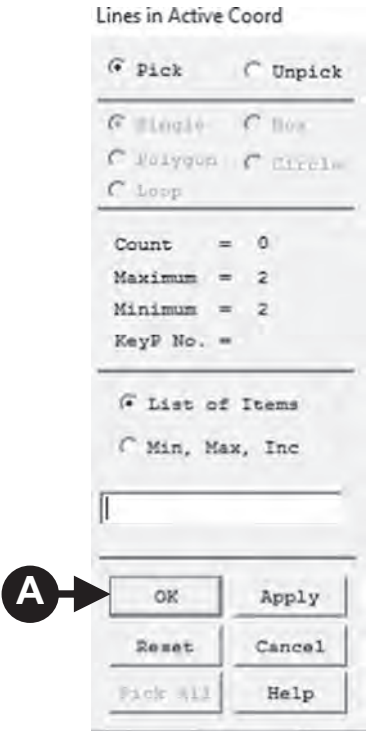 Lines in Active Coord
Pick Unpick
Single Box
Polygon Circle
Loop
Count = 0
Maximum = 2
Minimum = 2
KeyP No. =
List of Items
Min, Max, Inc
A OK Apply
Reset Cancel
Pick All Help